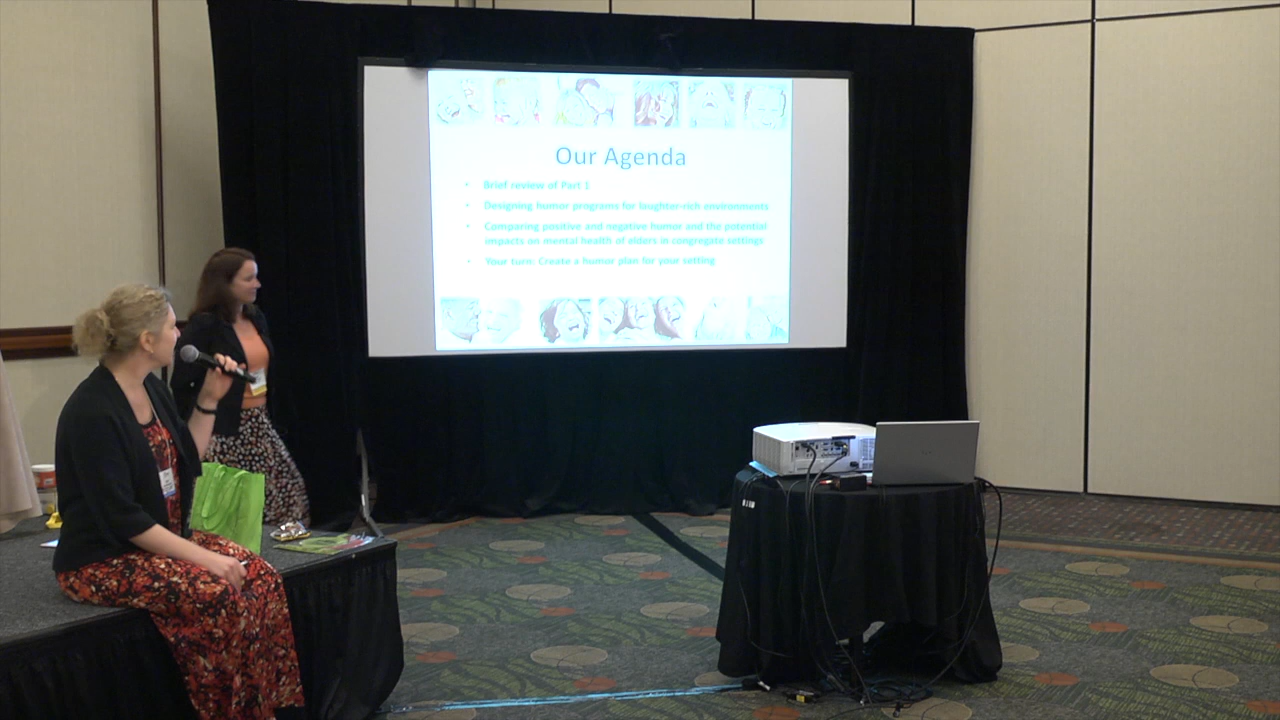 Our Agenda
• Brief review of Part 1
• Designing humor programs for laughter-rich environments
• Comparing positive and negative humor and the potential
impacts on mental health of elders in congregate settings
• Your turn: Create a humor plan for your setting